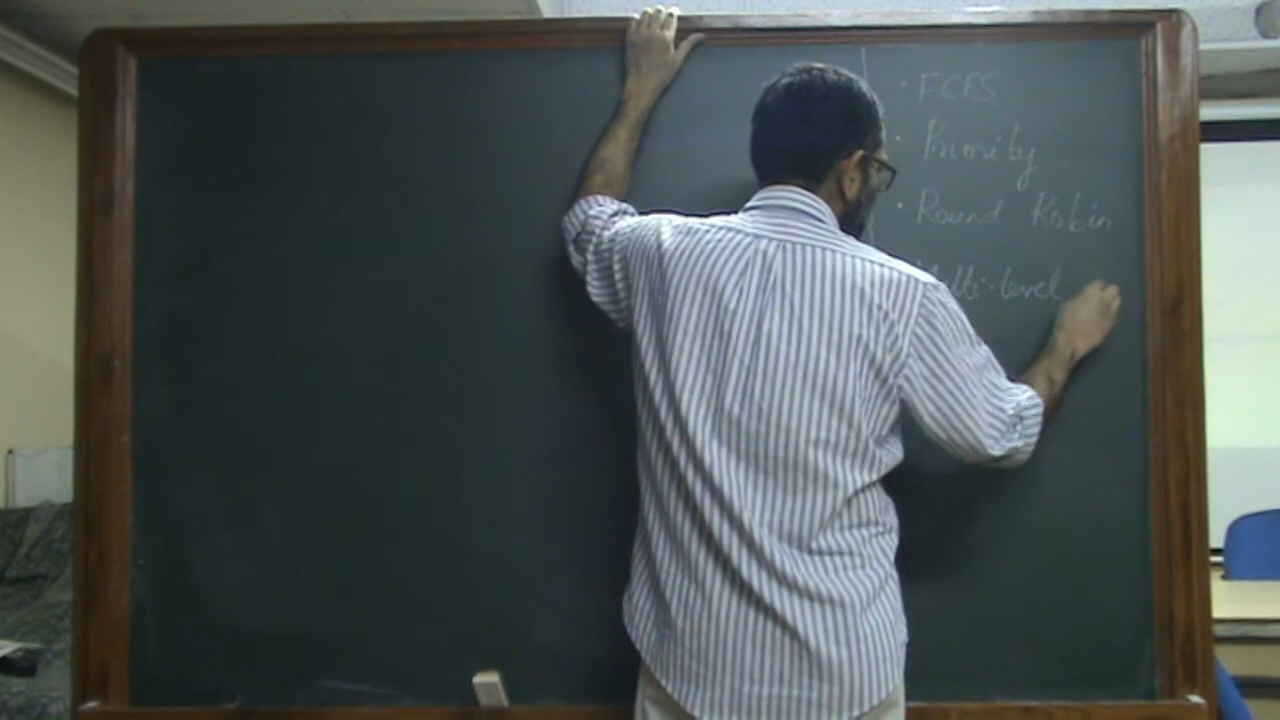 · FCFS
· Priority
· Round Robin
Multi-level